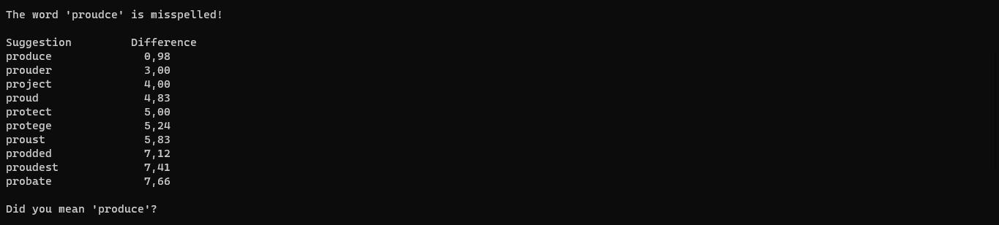 The word 'proudce' is misspelled!
Suggestion Difference
produce 0,98
prouder 3,00
project 4,00
proud 4,83
protect 5,00
protege 5,24
proust 5,83
prodded 7,12
proudest 7,41
probate 7,66
Did you mean 'produce'?